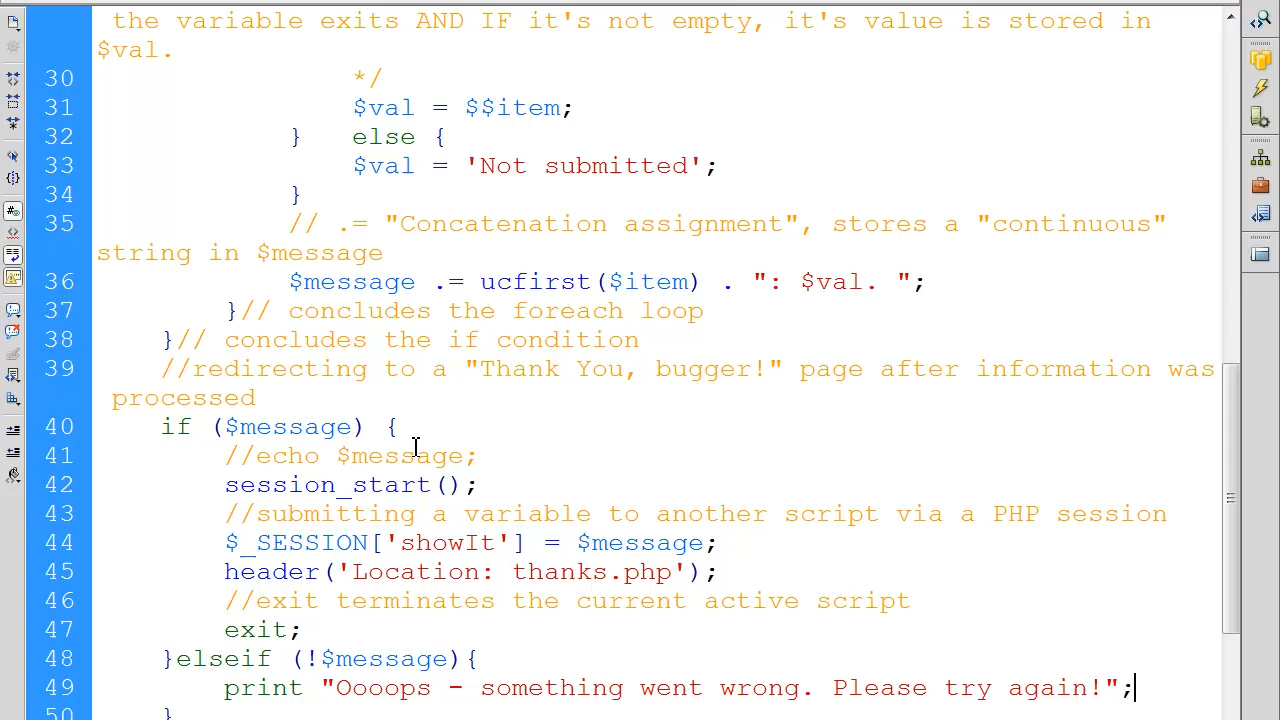 the variable exits AND IF it's not empty, it's value is stored in
$val.
30 */
31 $val = $$item;
32 } else {
33 $val = 'Not submitted';
34 }
35 // .= "Concatenation assignment", stores a "continuous"
string in $message
36 $message .= ucfirst($item) . ": $val. ";
37 }// concludes the foreach loop
38 }// concludes the if condition
39 //redirecting to a "Thank You, bugger!" page after information was
processed
40 if ($message) {
41 //echo $message;
42 session_start();
43 //submitting a variable to another script via a PHP session
44 $_SESSION['showIt'] = $message;
45 header('Location: thanks.php');
46 //exit terminates the current active script
47 exit;
48 }elseif (!$message){
49 print "Oooops - something went wrong. Please try again!";
50 }